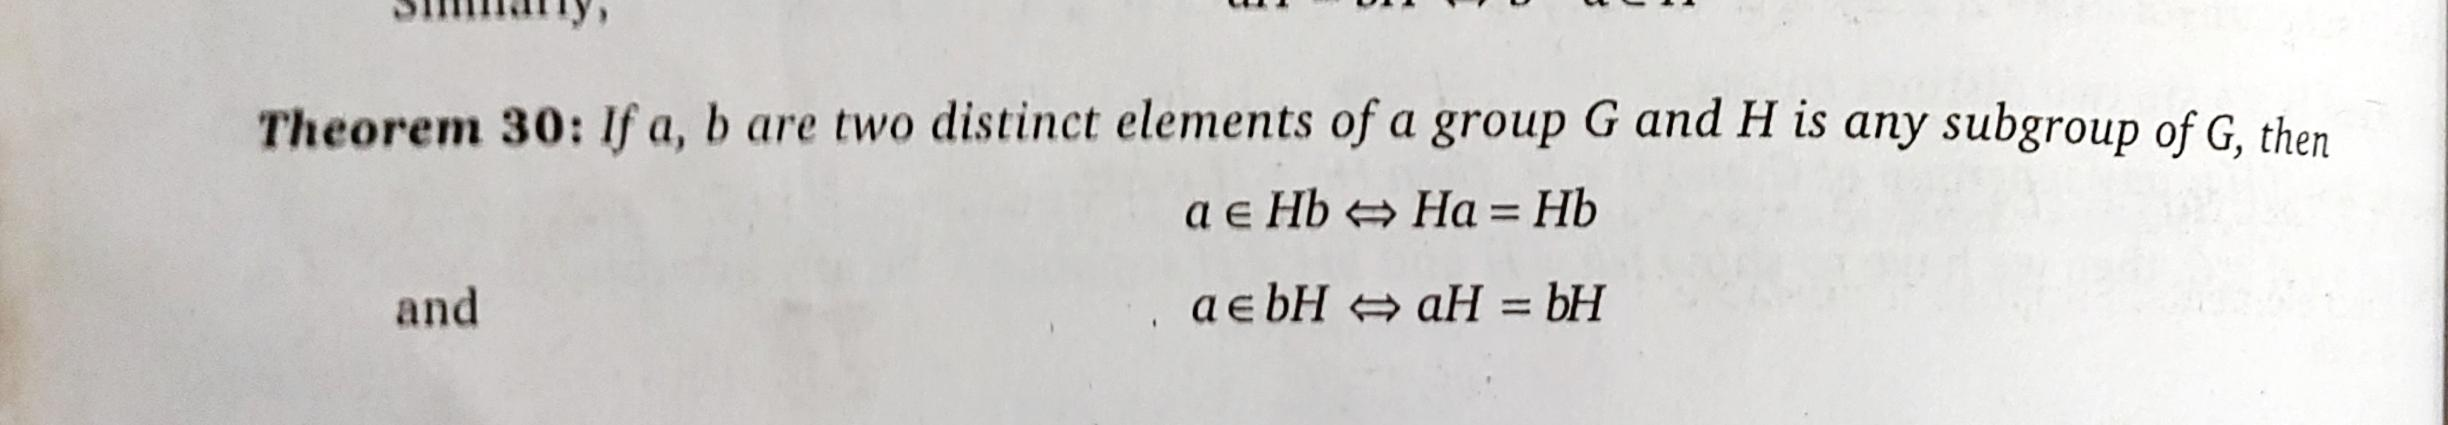 Similarly,
Theorem 30: If a, b are two distinct elements of a group G and H is any subgroup of G, then
a ∈ Hb ⇔ Ha = Hb
and a ∈ bH ⇔ aH = bH